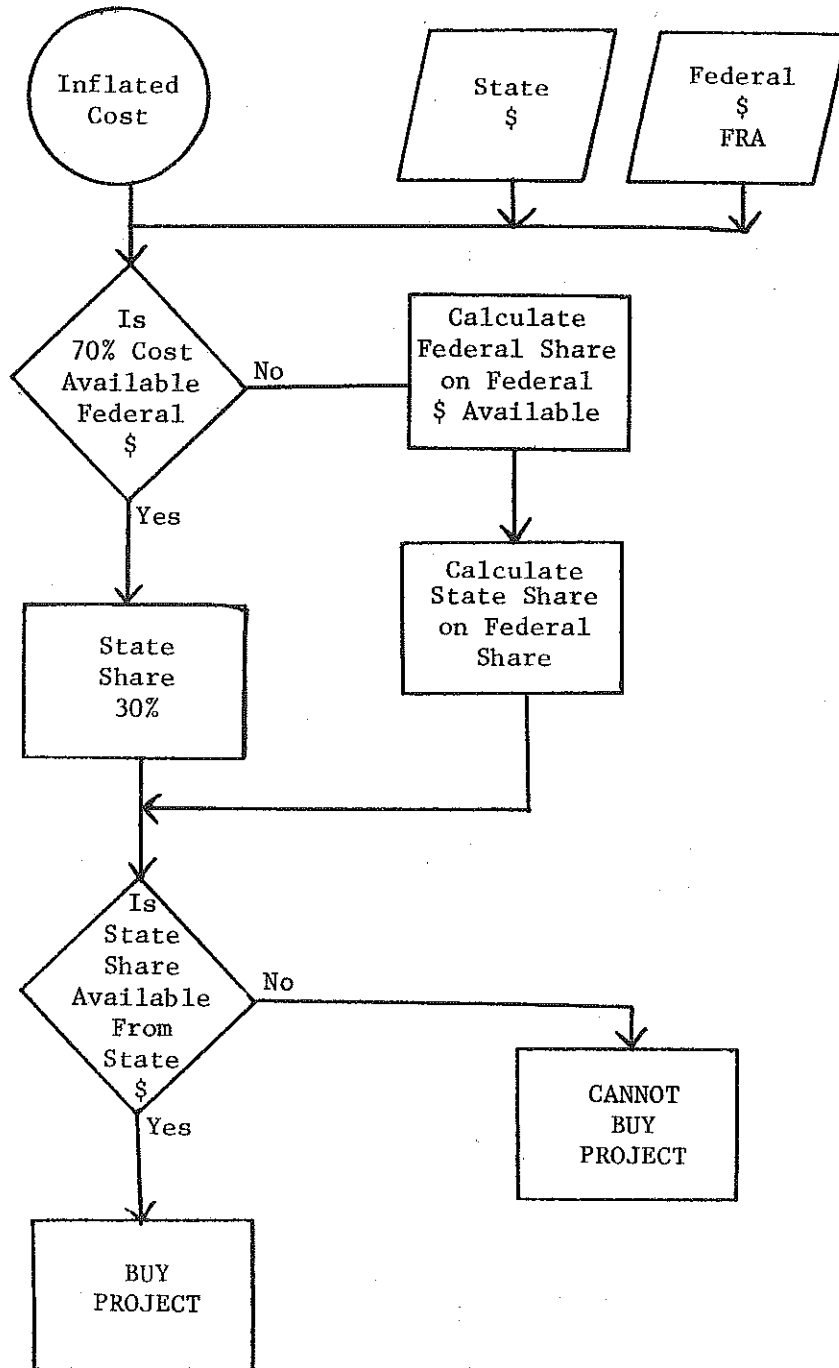 Inflated
Cost
State
$
Federal
$
FRA
Is
70% Cost
Available
Federal
$
No
Calculate
Federal Share
on Federal
$ Available
Yes
Calculate
State Share
on Federal
Share
State
Share
30%
Is
State
Share
Available
From
State
$
No
Yes
CANNOT
BUY
PROJECT
BUY
PROJECT